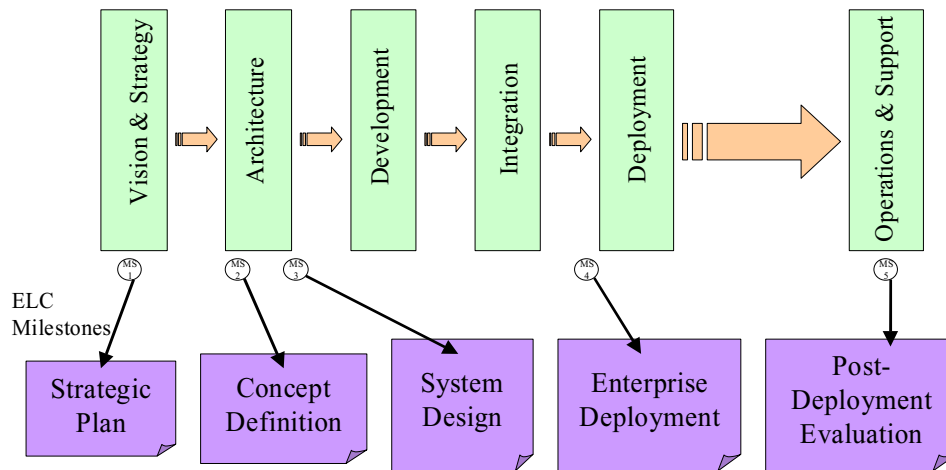 Vision & Strategy
Architecture
Development
Integration
Deployment
Operations & Support
MS
1
MS
2
MS
3
MS
4
MS
5
ELC
Milestones
Strategic
Plan
Concept
Definition
System
Design
Enterprise
Deployment
Post-
Deployment
Evaluation